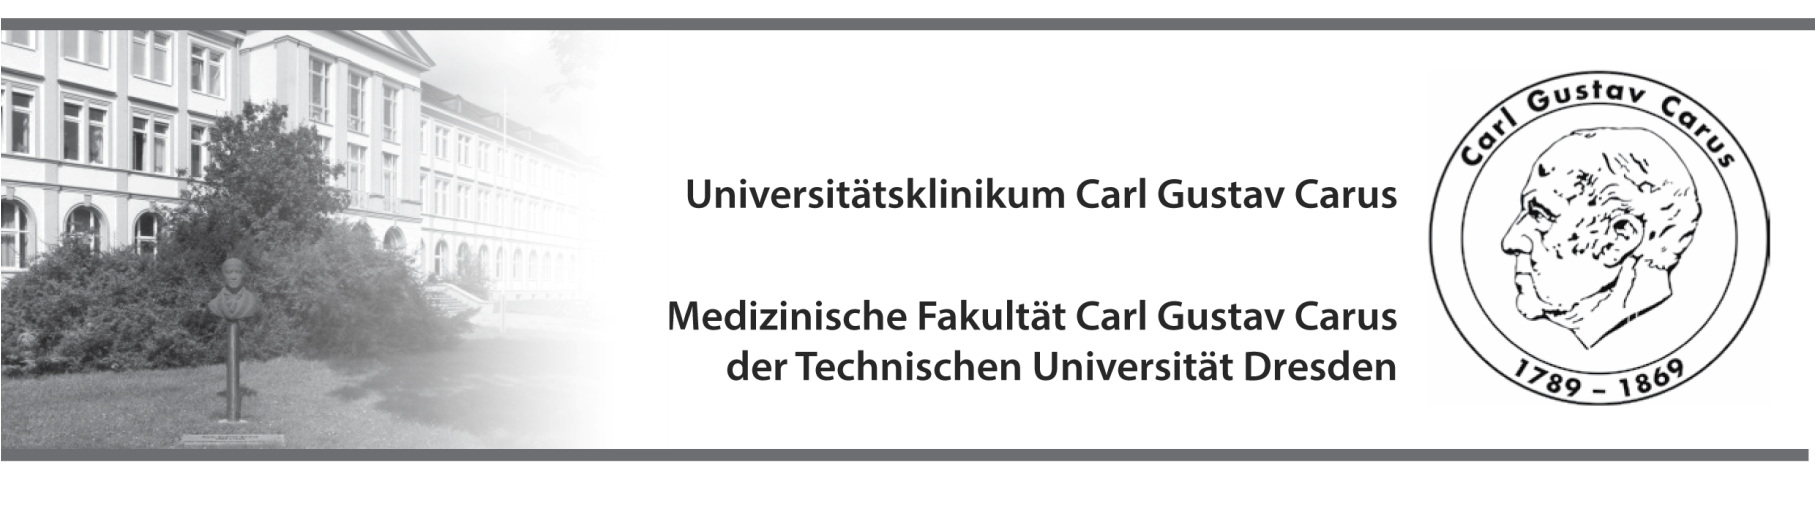 Universitätsklinikum Carl Gustav Carus
Medizinische Fakultät Carl Gustav Carus
der Technischen Universität Dresden
Carl Gustav Carus
1789 – 1869